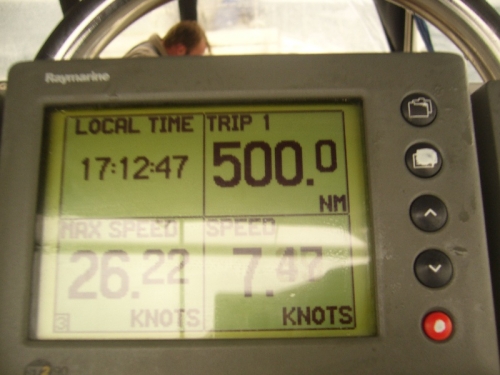 Raymarine
LOCAL TIME
17:12:47
TRIP 1
500.0
NM
MAX SPEED
26.22
KNOTS
SPEED
7.47
KNOTS
3